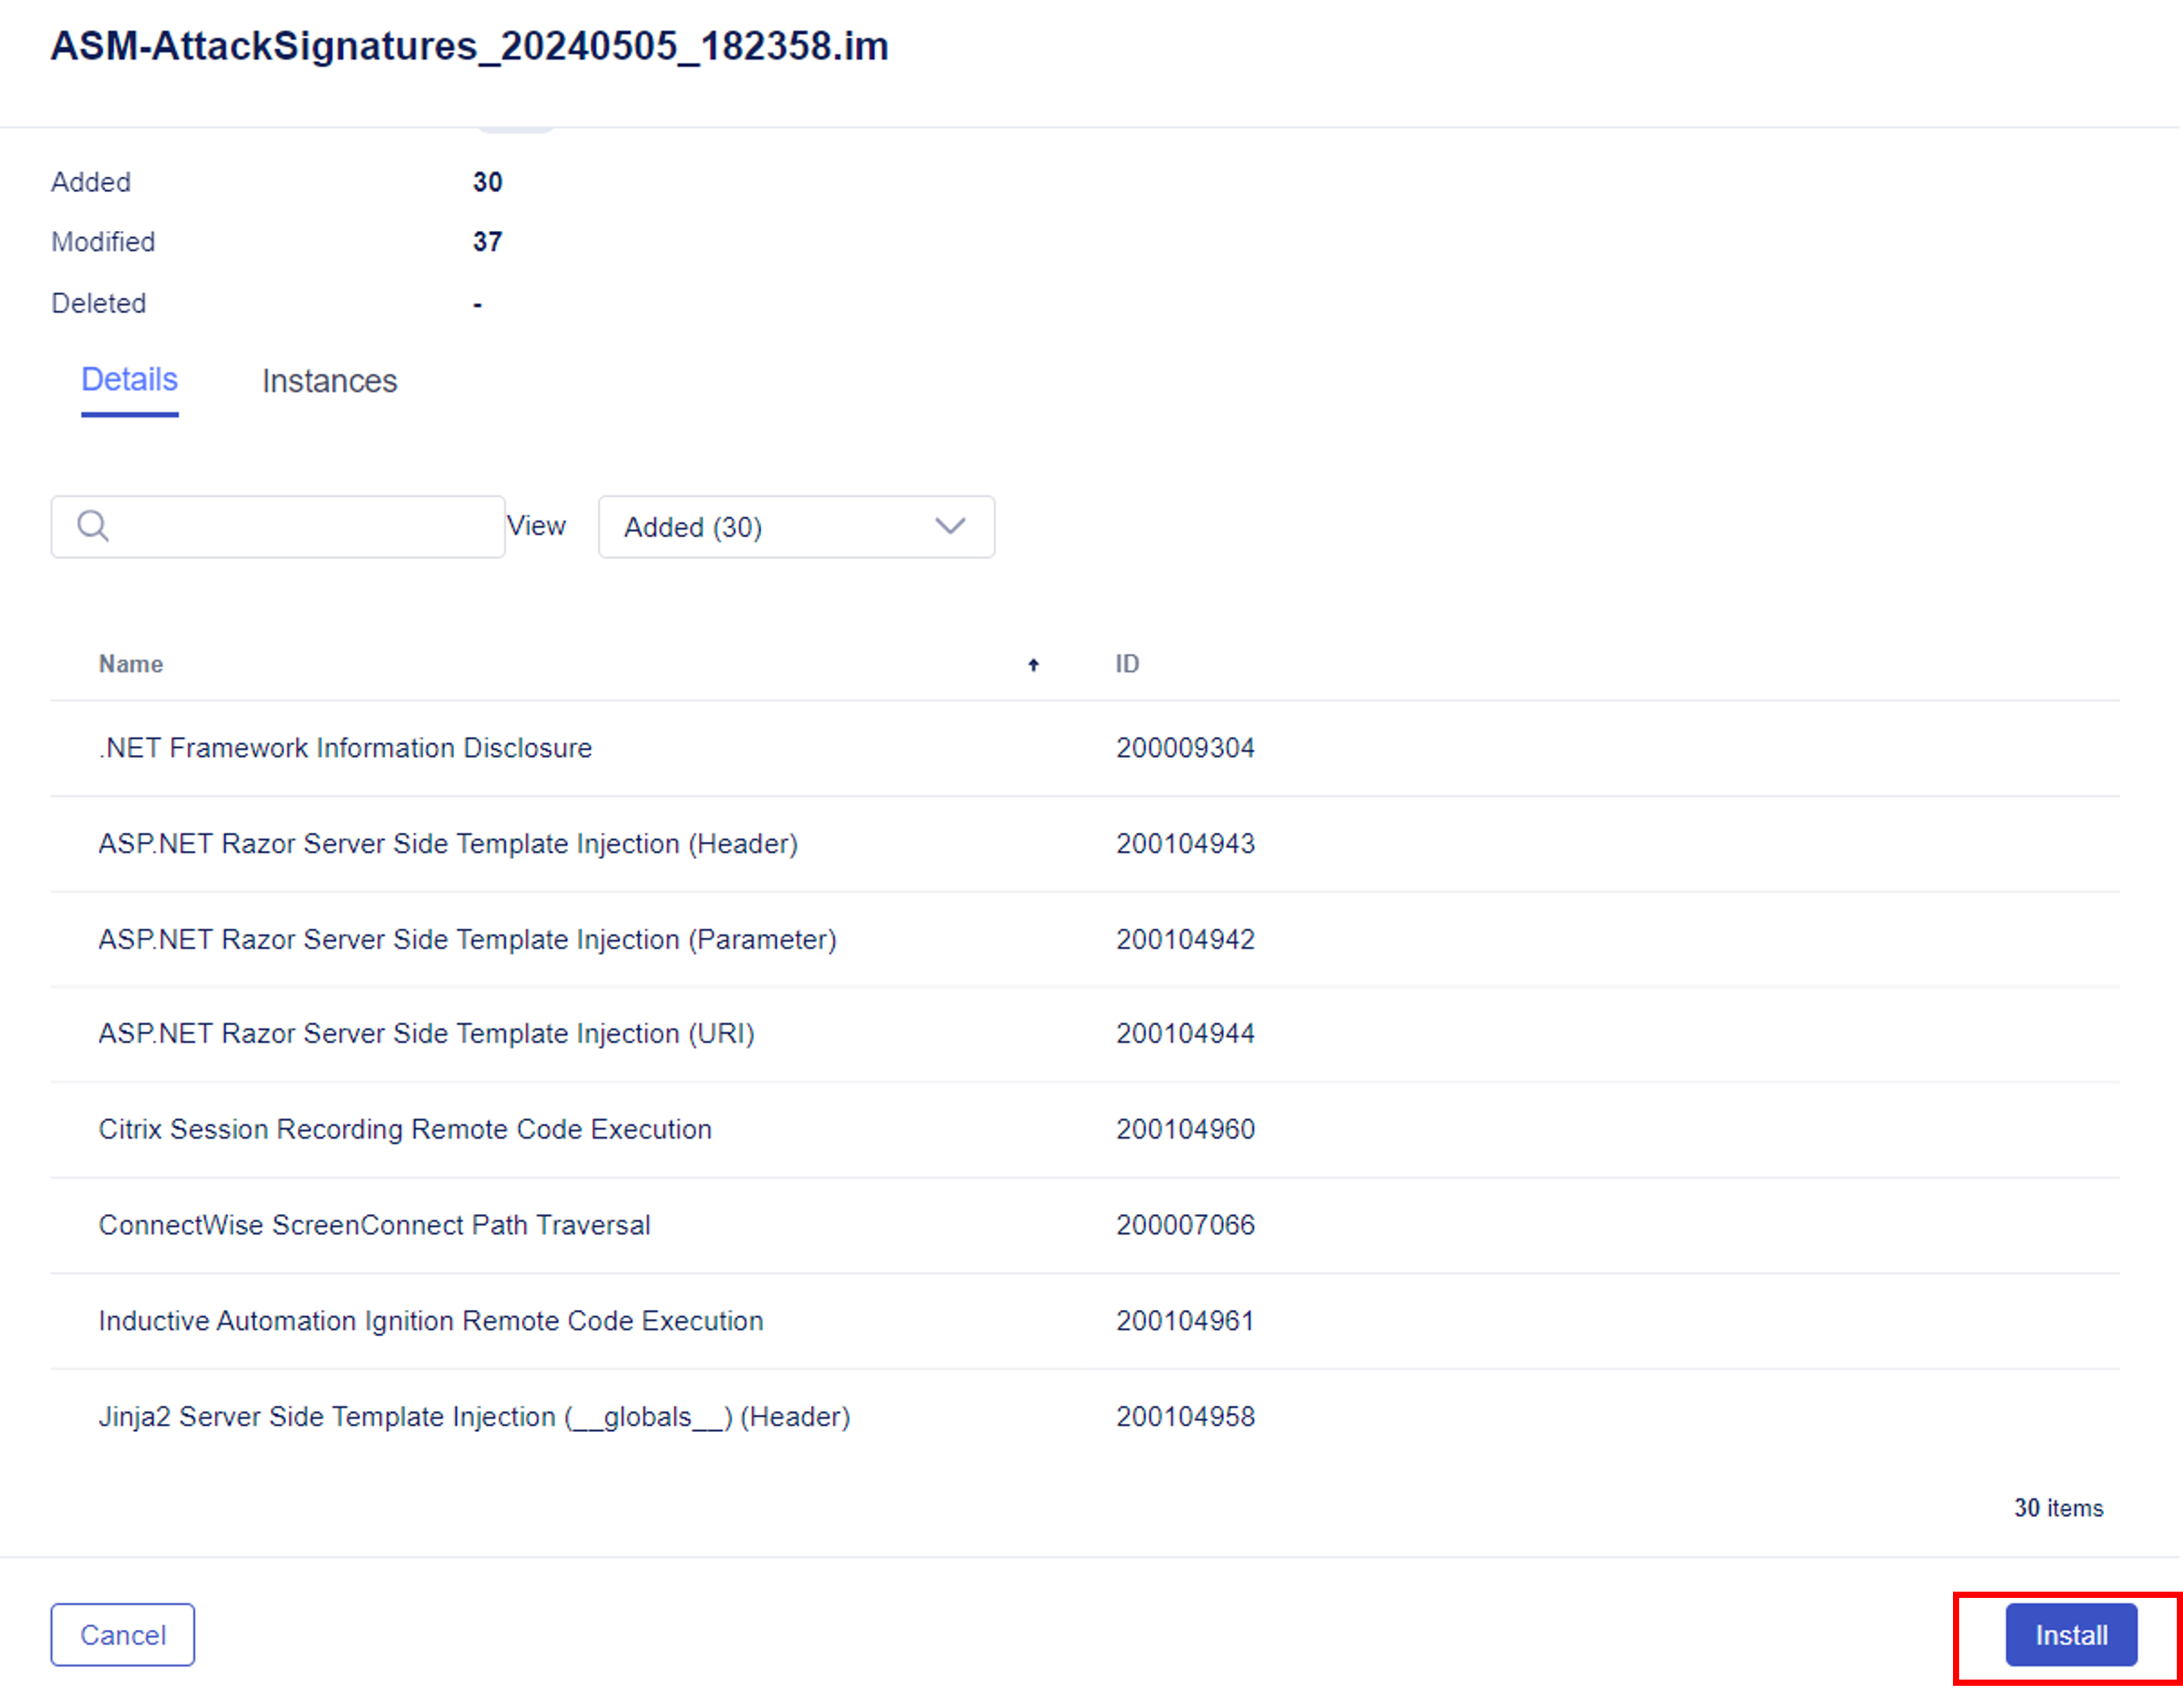 ASM-AttackSignatures_20240505_182358.im
Added 30
Modified 37
Deleted -
Details Instances
View Added (30)
Name ID
.NET Framework Information Disclosure 200009304
ASP.NET Razor Server Side Template Injection (Header) 200104943
ASP.NET Razor Server Side Template Injection (Parameter) 200104942
ASP.NET Razor Server Side Template Injection (URI) 200104944
Citrix Session Recording Remote Code Execution 200104960
ConnectWise ScreenConnect Path Traversal 200007066
Inductive Automation Ignition Remote Code Execution 200104961
Jinja2 Server Side Template Injection (__globals__) (Header) 200104958
30 items
Cancel Install